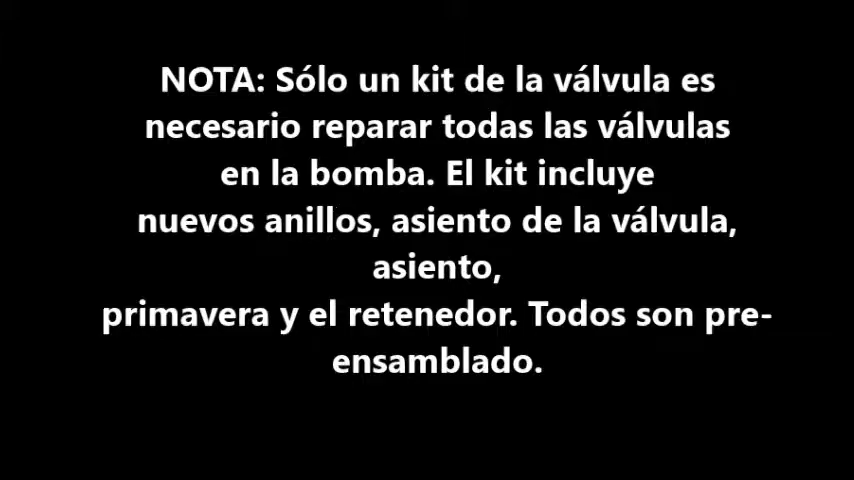 NOTA: Sólo un kit de la válvula es
necesario reparar todas las válvulas
en la bomba. El kit incluye
nuevos anillos, asiento de la válvula,
asiento,
primavera y el retenedor. Todos son pre-
ensamblado.